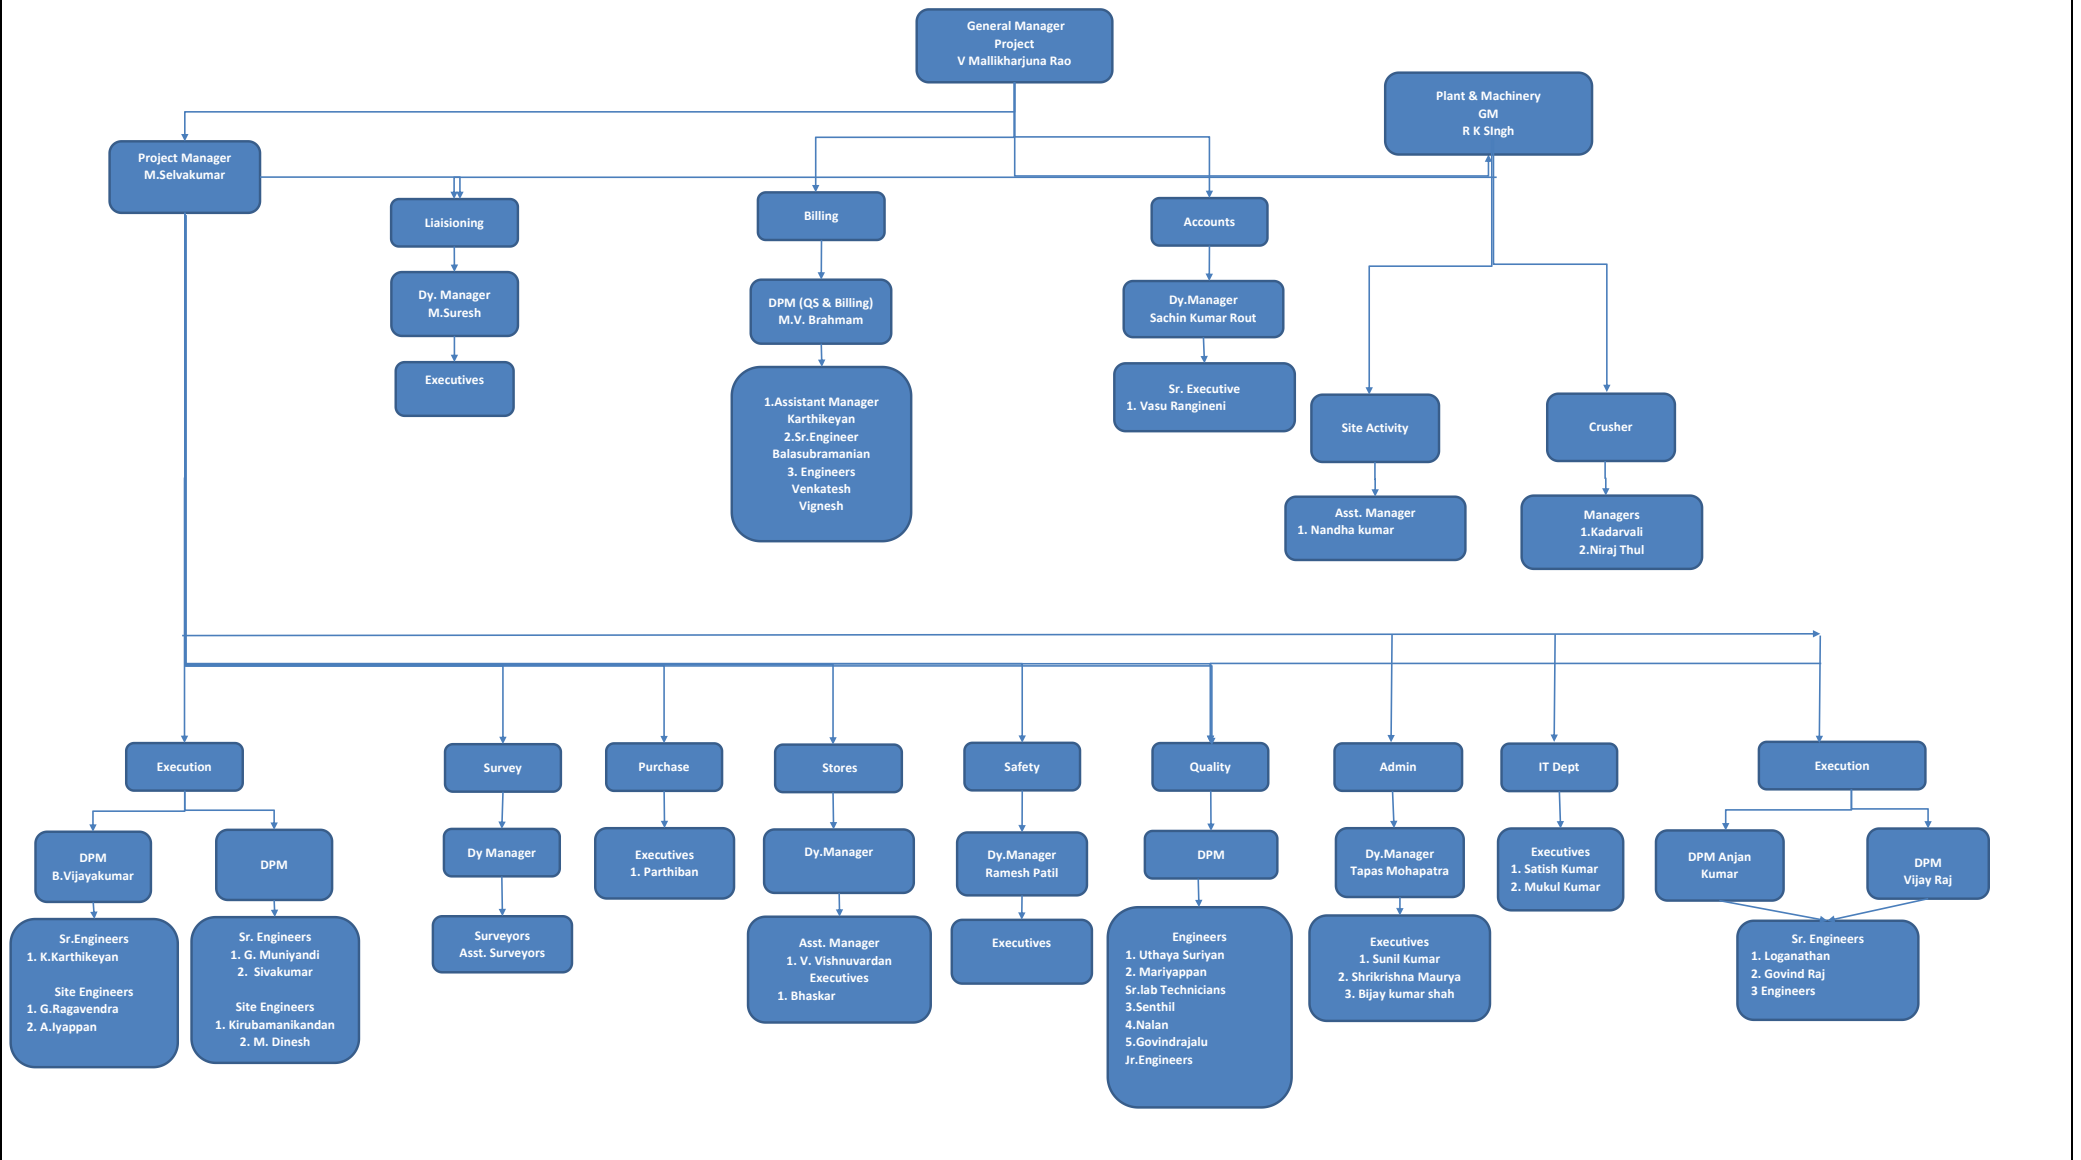 General Manager
Project
V Mallikharjuna Rao
Plant & Machinery
GM
R K SIngh
Project Manager
M.Selvakumar
Liaisioning
Billing
Accounts
Dy. Manager
M.Suresh
DPM (QS & Billing)
M.V. Brahmam
Dy.Manager
Sachin Kumar Rout
Executives
1.Assistant Manager
Karthikeyan
2.Sr.Engineer
Balasubramanian
3. Engineers
Venkatesh
Vignesh
Sr. Executive
1. Vasu Rangineni
Site Activity
Crusher
Asst. Manager
1. Nandha kumar
Managers
1.Kadarvali
2.Niraj Thul
Execution
Survey
Purchase
Stores
Safety
Quality
Admin
IT Dept
Execution
DPM
B.Vijayakumar
DPM
Dy Manager
Executives
1. Parthiban
Dy.Manager
Dy.Manager
Ramesh Patil
DPM
Dy.Manager
Tapas Mohapatra
Executives
1. Satish Kumar
2. Mukul Kumar
DPM Anjan
Kumar
DPM
Vijay Raj
Sr.Engineers
1. K.Karthikeyan
Site Engineers
1. G.Ragavendra
2. A.Iyappan
Sr. Engineers
1. G. Muniyandi
2. Sivakumar
Site Engineers
1. Kirubamanikandan
2. M. Dinesh
Surveyors
Asst. Surveyors
Asst. Manager
1. V. Vishnuvardan
Executives
1. Bhaskar
Executives
Engineers
1. Uthaya Suriyan
2. Mariyappan
Sr.lab Technicians
3.Senthil
4.Nalan
5.Govindrajalu
Jr.Engineers
Executives
1. Sunil Kumar
2. Shrikrishna Maurya
3. Bijay kumar shah
Sr. Engineers
1. Loganathan
2. Govind Raj
3 Engineers